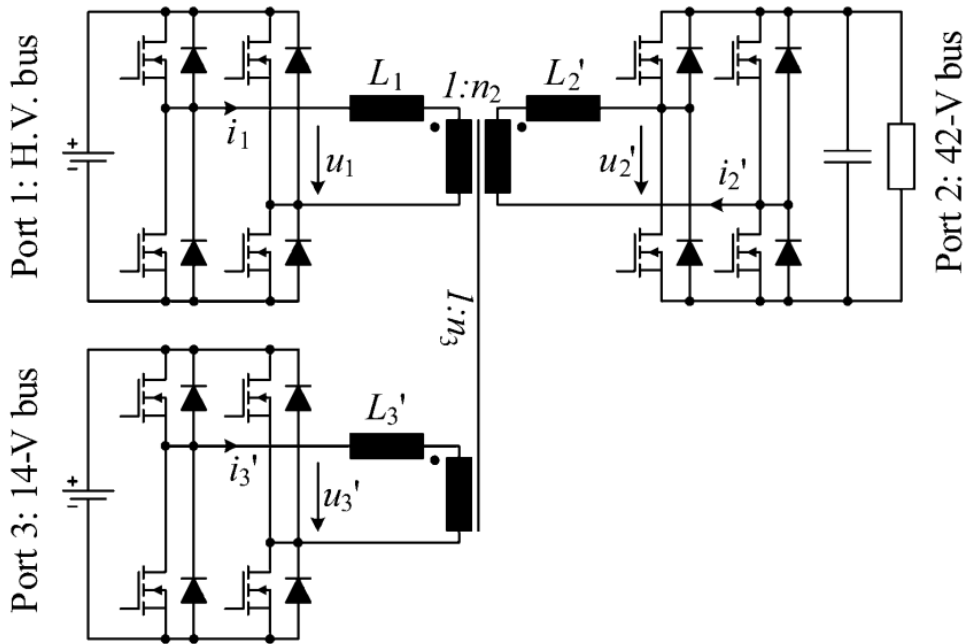 Port 1: H.V. bus
+
-
i1
L1
u1
1:n2
L2'
u2'
i2'
Port 2: 42-V bus
1:n3
Port 3: 14-V bus
+
-
i3'
L3'
u3'